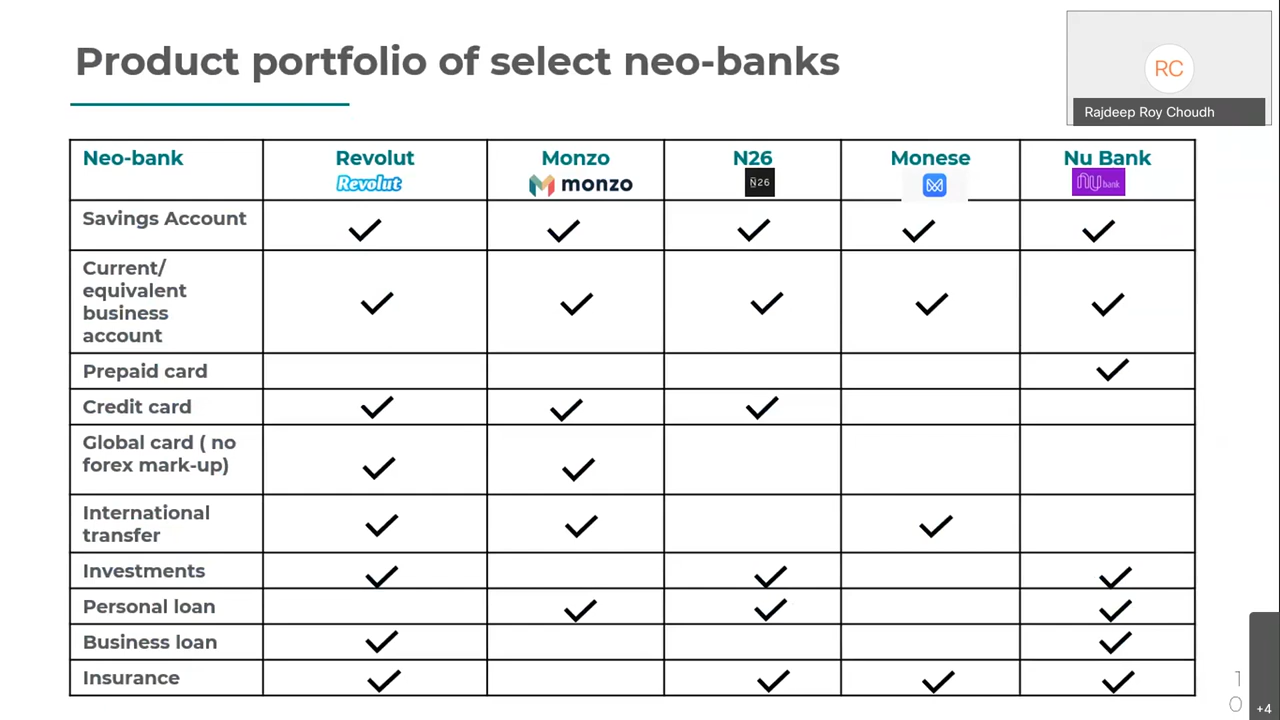 Product portfolio of select neo-banks
RC
Rajdeep Roy Choudh
Neo-bank
Revolut
Monzo
N26
Monese
Nu Bank
Revolut
monzo
N26
nu bank
Savings Account
Current/
equivalent
business
account
Prepaid card
Credit card
Global card ( no
forex mark-up)
International
transfer
Investments
Personal loan
Business loan
Insurance
1
0
+4